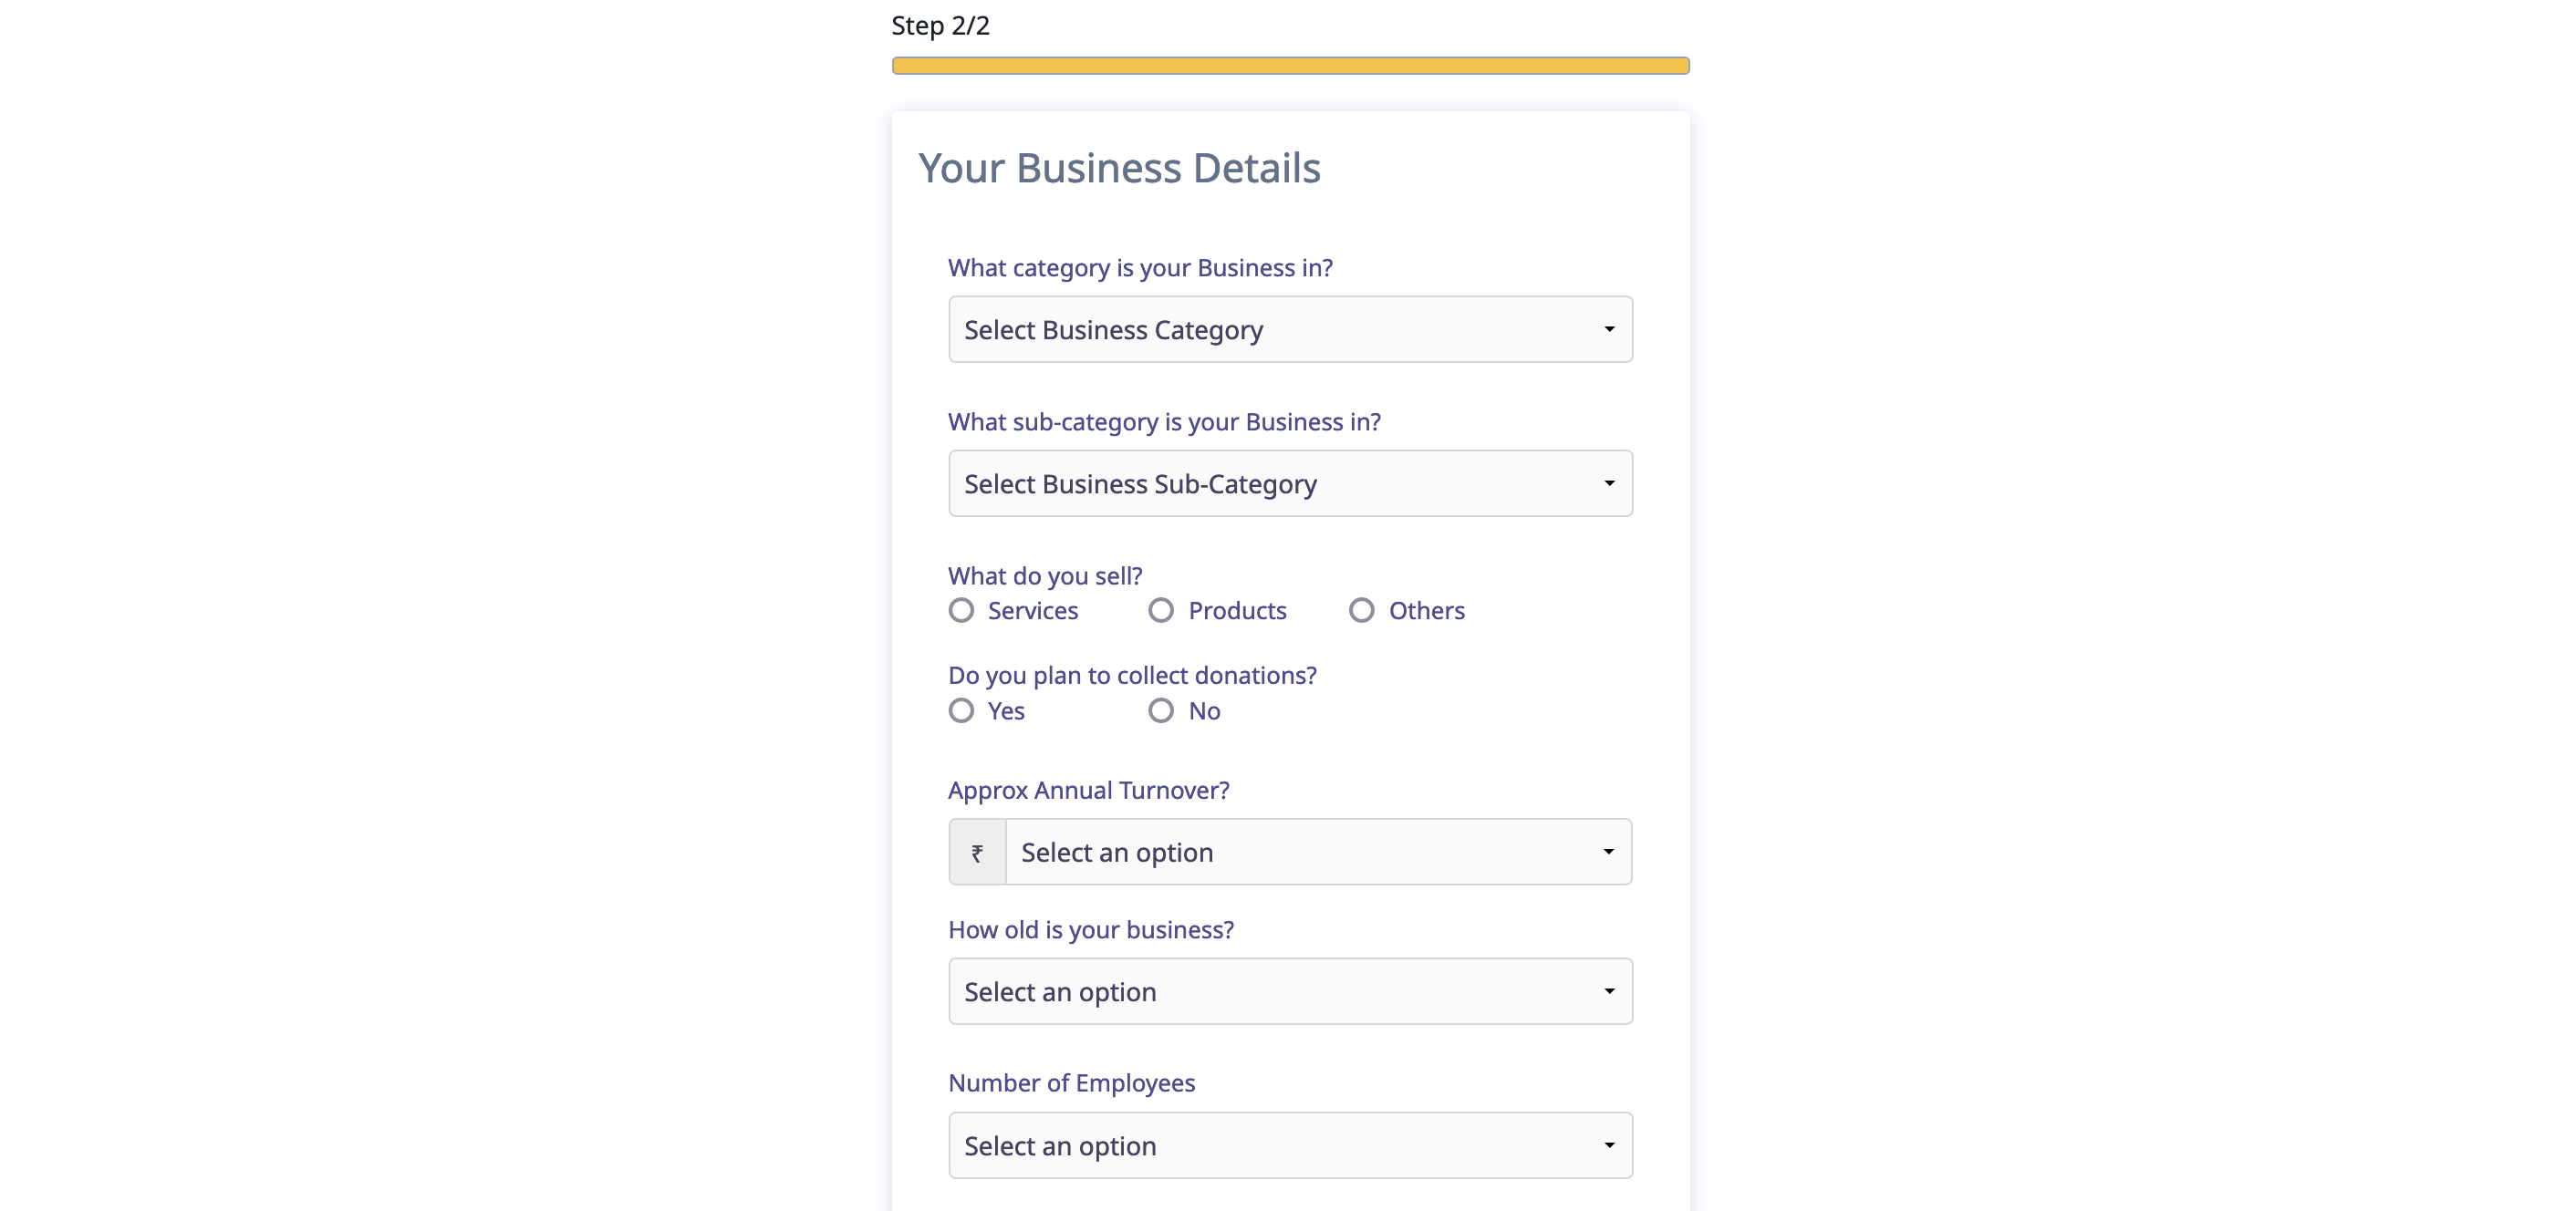 Step 2/2
Your Business Details
What category is your Business in?
Select Business Category
What sub-category is your Business in?
Select Business Sub-Category
What do you sell?
Services Products Others
Do you plan to collect donations?
Yes No
Approx Annual Turnover?
₹ Select an option
How old is your business?
Select an option
Number of Employees
Select an option